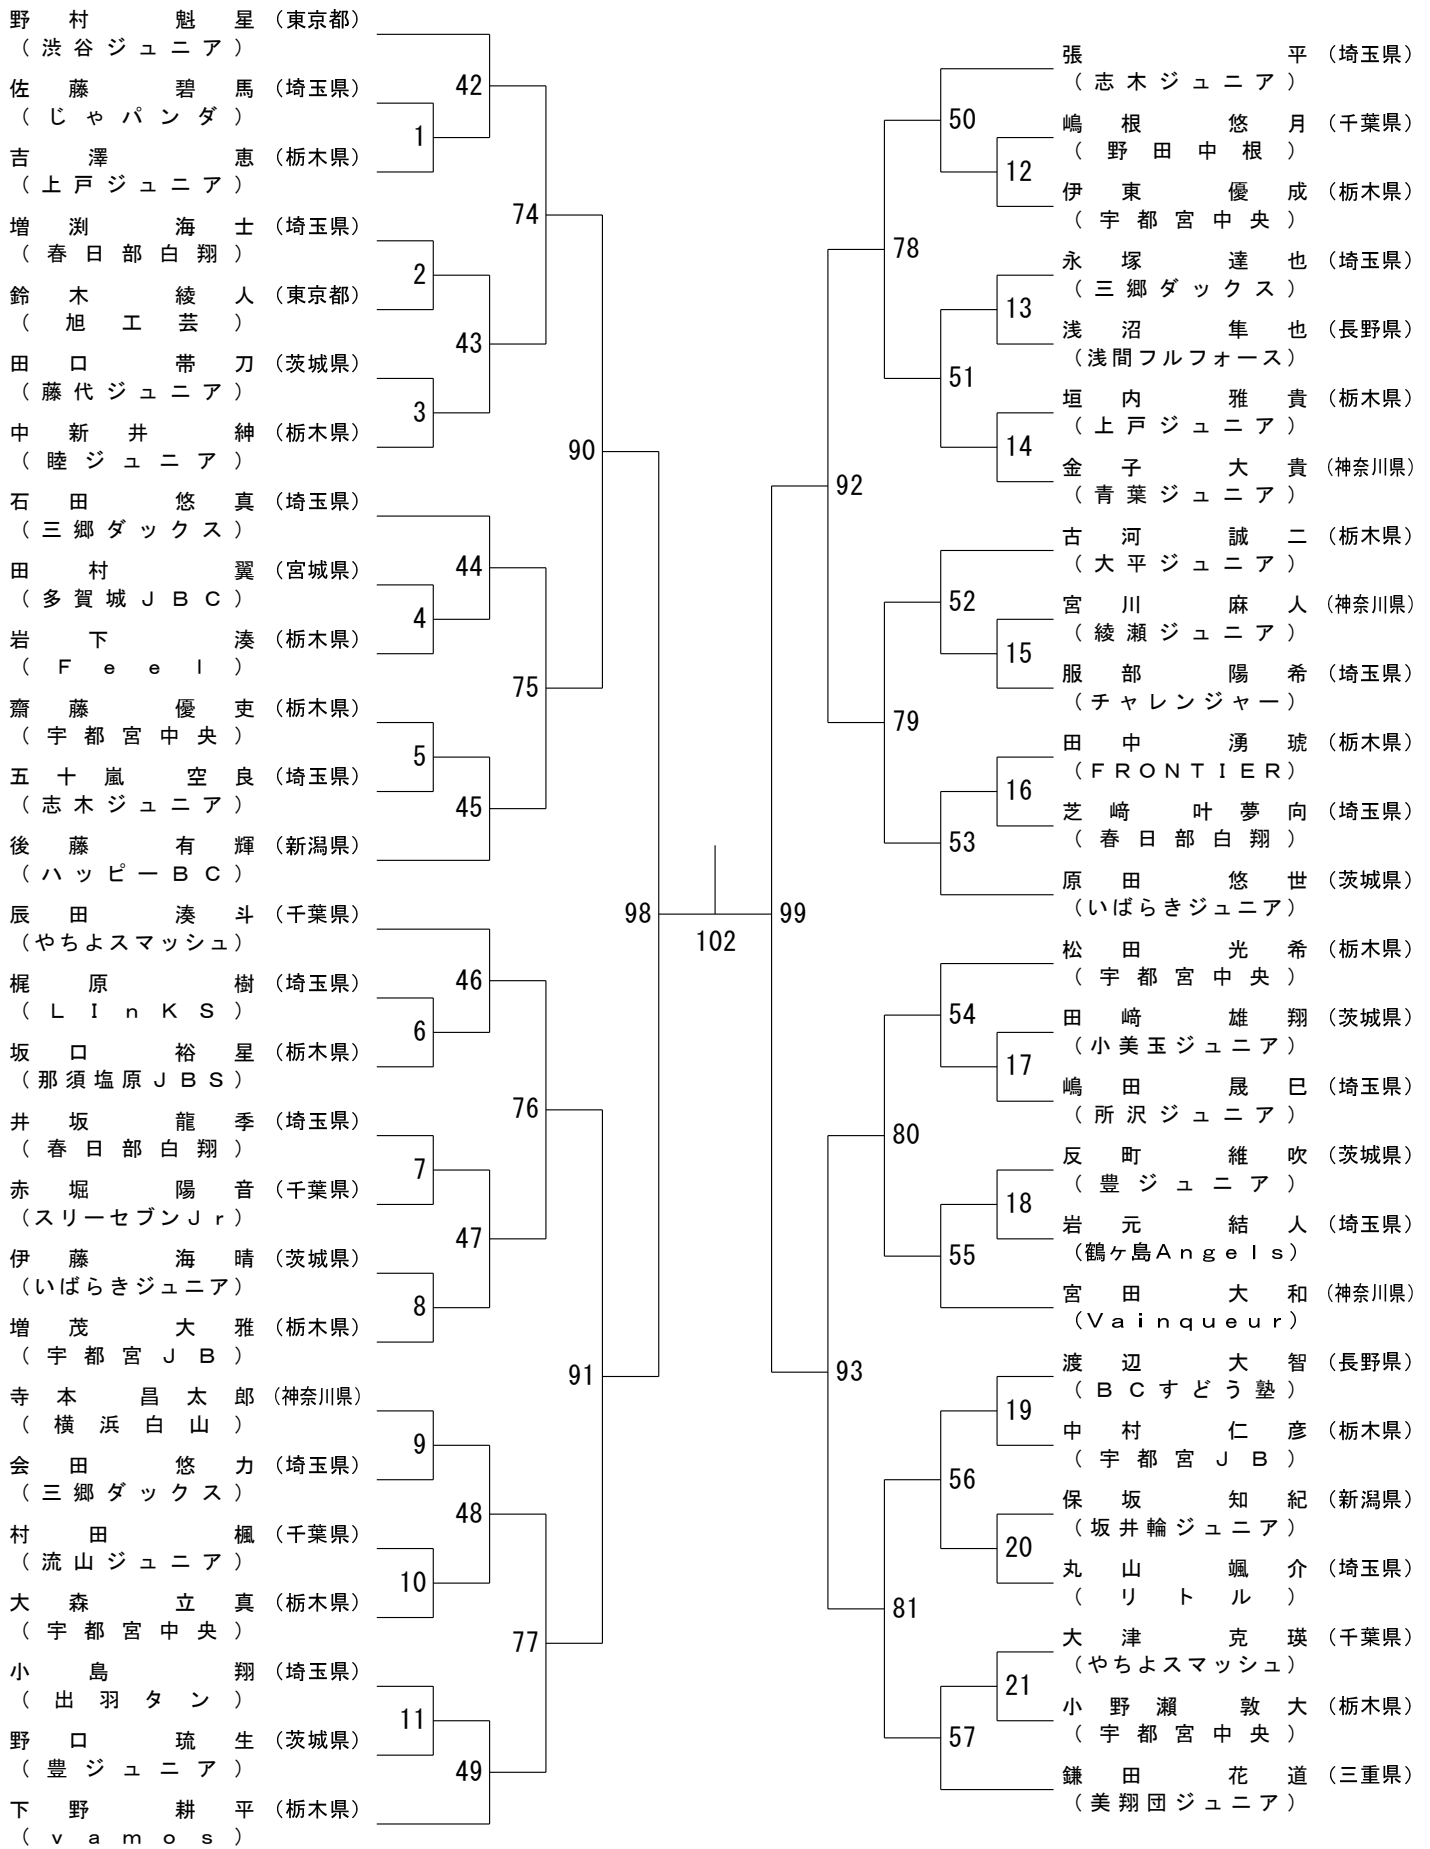 野村 魁星 (東京都)
(渋谷ジュニア)
佐藤 碧馬 (埼玉県)
(じゃパンダ)
吉澤 恵 (栃木県)
(上戸ジュニア)
増渕 海士 (埼玉県)
(春日部白翔)
鈴木 綾人 (東京都)
(旭工芸)
田口 帯刀 (茨城県)
(藤代ジュニア)
中新井 紳 (栃木県)
(睦ジュニア)
石田 悠真 (埼玉県)
(三郷ダックス)
田村 翼 (宮城県)
(多賀城JBC)
岩下 湊 (栃木県)
(Feel)
齋藤 優吏 (栃木県)
(宇都宮中央)
五十嵐 空良 (埼玉県)
(志木ジュニア)
後藤 有輝 (新潟県)
(ハッピーBC)
辰田 湊斗 (千葉県)
(やちよスマッシュ)
梶原 樹 (埼玉県)
(LInKS)
坂口 裕星 (栃木県)
(那須塩原JBS)
井坂 龍季 (埼玉県)
(春日部白翔)
赤堀 陽音 (千葉県)
(スリーセブンJr)
伊藤 海晴 (茨城県)
(いばらきジュニア)
増茂 大雅 (栃木県)
(宇都宮JB)
寺本 昌太郎 (神奈川県)
(横浜白山)
会田 悠力 (埼玉県)
(三郷ダックス)
村田 楓 (千葉県)
(流山ジュニア)
大森 立真 (栃木県)
(宇都宮中央)
小島 翔 (埼玉県)
(出羽タン)
野口 琉生 (茨城県)
(豊ジュニア)
下野 耕平 (栃木県)
(vamos)
42
1
74
2
43
3
90
44
4
75
5
45
98
46
6
76
7
47
8
91
9
48
10
77
11
49
102
99
50
12
78
13
51
14
92
52
15
79
16
53
54
17
80
18
55
93
19
56
20
81
21
57
張 平 (埼玉県)
(志木ジュニア)
嶋根 悠月 (千葉県)
(野田中根)
伊東 優成 (栃木県)
(宇都宮中央)
永塚 達也 (埼玉県)
(三郷ダックス)
浅沼 隼也 (長野県)
(浅間フルフォース)
垣内 雅貴 (栃木県)
(上戸ジュニア)
金子 大貴 (神奈川県)
(青葉ジュニア)
古河 誠二 (栃木県)
(大平ジュニア)
宮川 麻人 (神奈川県)
(綾瀬ジュニア)
服部 陽希 (埼玉県)
(チャレンジャー)
田中 湧琥 (栃木県)
(FRONTIER)
芝﨑 叶夢向 (埼玉県)
(春日部白翔)
原田 悠世 (茨城県)
(いばらきジュニア)
松田 光希 (栃木県)
(宇都宮中央)
田﨑 雄翔 (茨城県)
(小美玉ジュニア)
嶋田 晟巳 (埼玉県)
(所沢ジュニア)
反町 維吹 (茨城県)
(豊ジュニア)
岩元 結人 (埼玉県)
(鶴ヶ島Angels)
宮田 大和 (神奈川県)
(Vainqueur)
渡辺 大智 (長野県)
(BCすどう塾)
中村 仁彦 (栃木県)
(宇都宮JB)
保坂 知紀 (新潟県)
(坂井輪ジュニア)
丸山 颯介 (埼玉県)
(リトル)
大津 克瑛 (千葉県)
(やちよスマッシュ)
小野瀬 敦大 (栃木県)
(宇都宮中央)
鎌田 花道 (三重県)
(美翔団ジュニア)